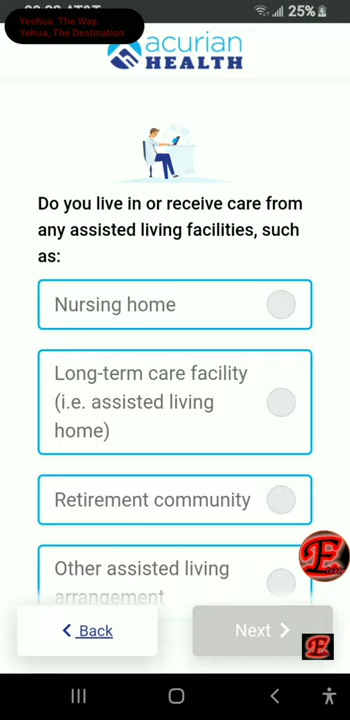 Yeshua, The Way
Yehua, The Destination
25%
acurian
HEALTH
Do you live in or receive care from
any assisted living facilities, such
as:
Nursing home
Long-term care facility
(i.e. assisted living
home)
Retirement community
Other assisted living
arrangement
Back
Next